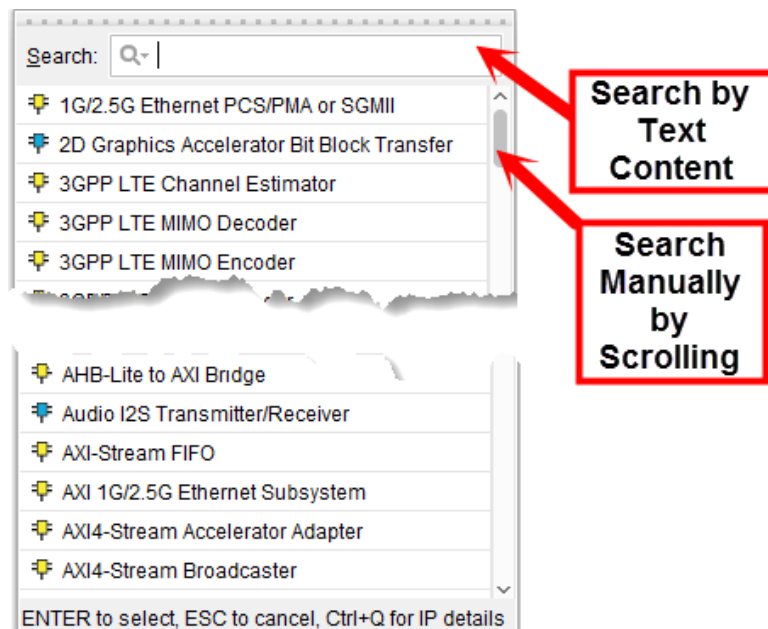 Search:
Search by
Text
Content
1G/2.5G Ethernet PCS/PMA or SGMII
2D Graphics Accelerator Bit Block Transfer
3GPP LTE Channel Estimator
3GPP LTE MIMO Decoder
3GPP LTE MIMO Encoder
Search
Manually
by
Scrolling
AHB-Lite to AXI Bridge
Audio I2S Transmitter/Receiver
AXI-Stream FIFO
AXI 1G/2.5G Ethernet Subsystem
AXI4-Stream Accelerator Adapter
AXI4-Stream Broadcaster
ENTER to select, ESC to cancel, Ctrl+Q for IP details